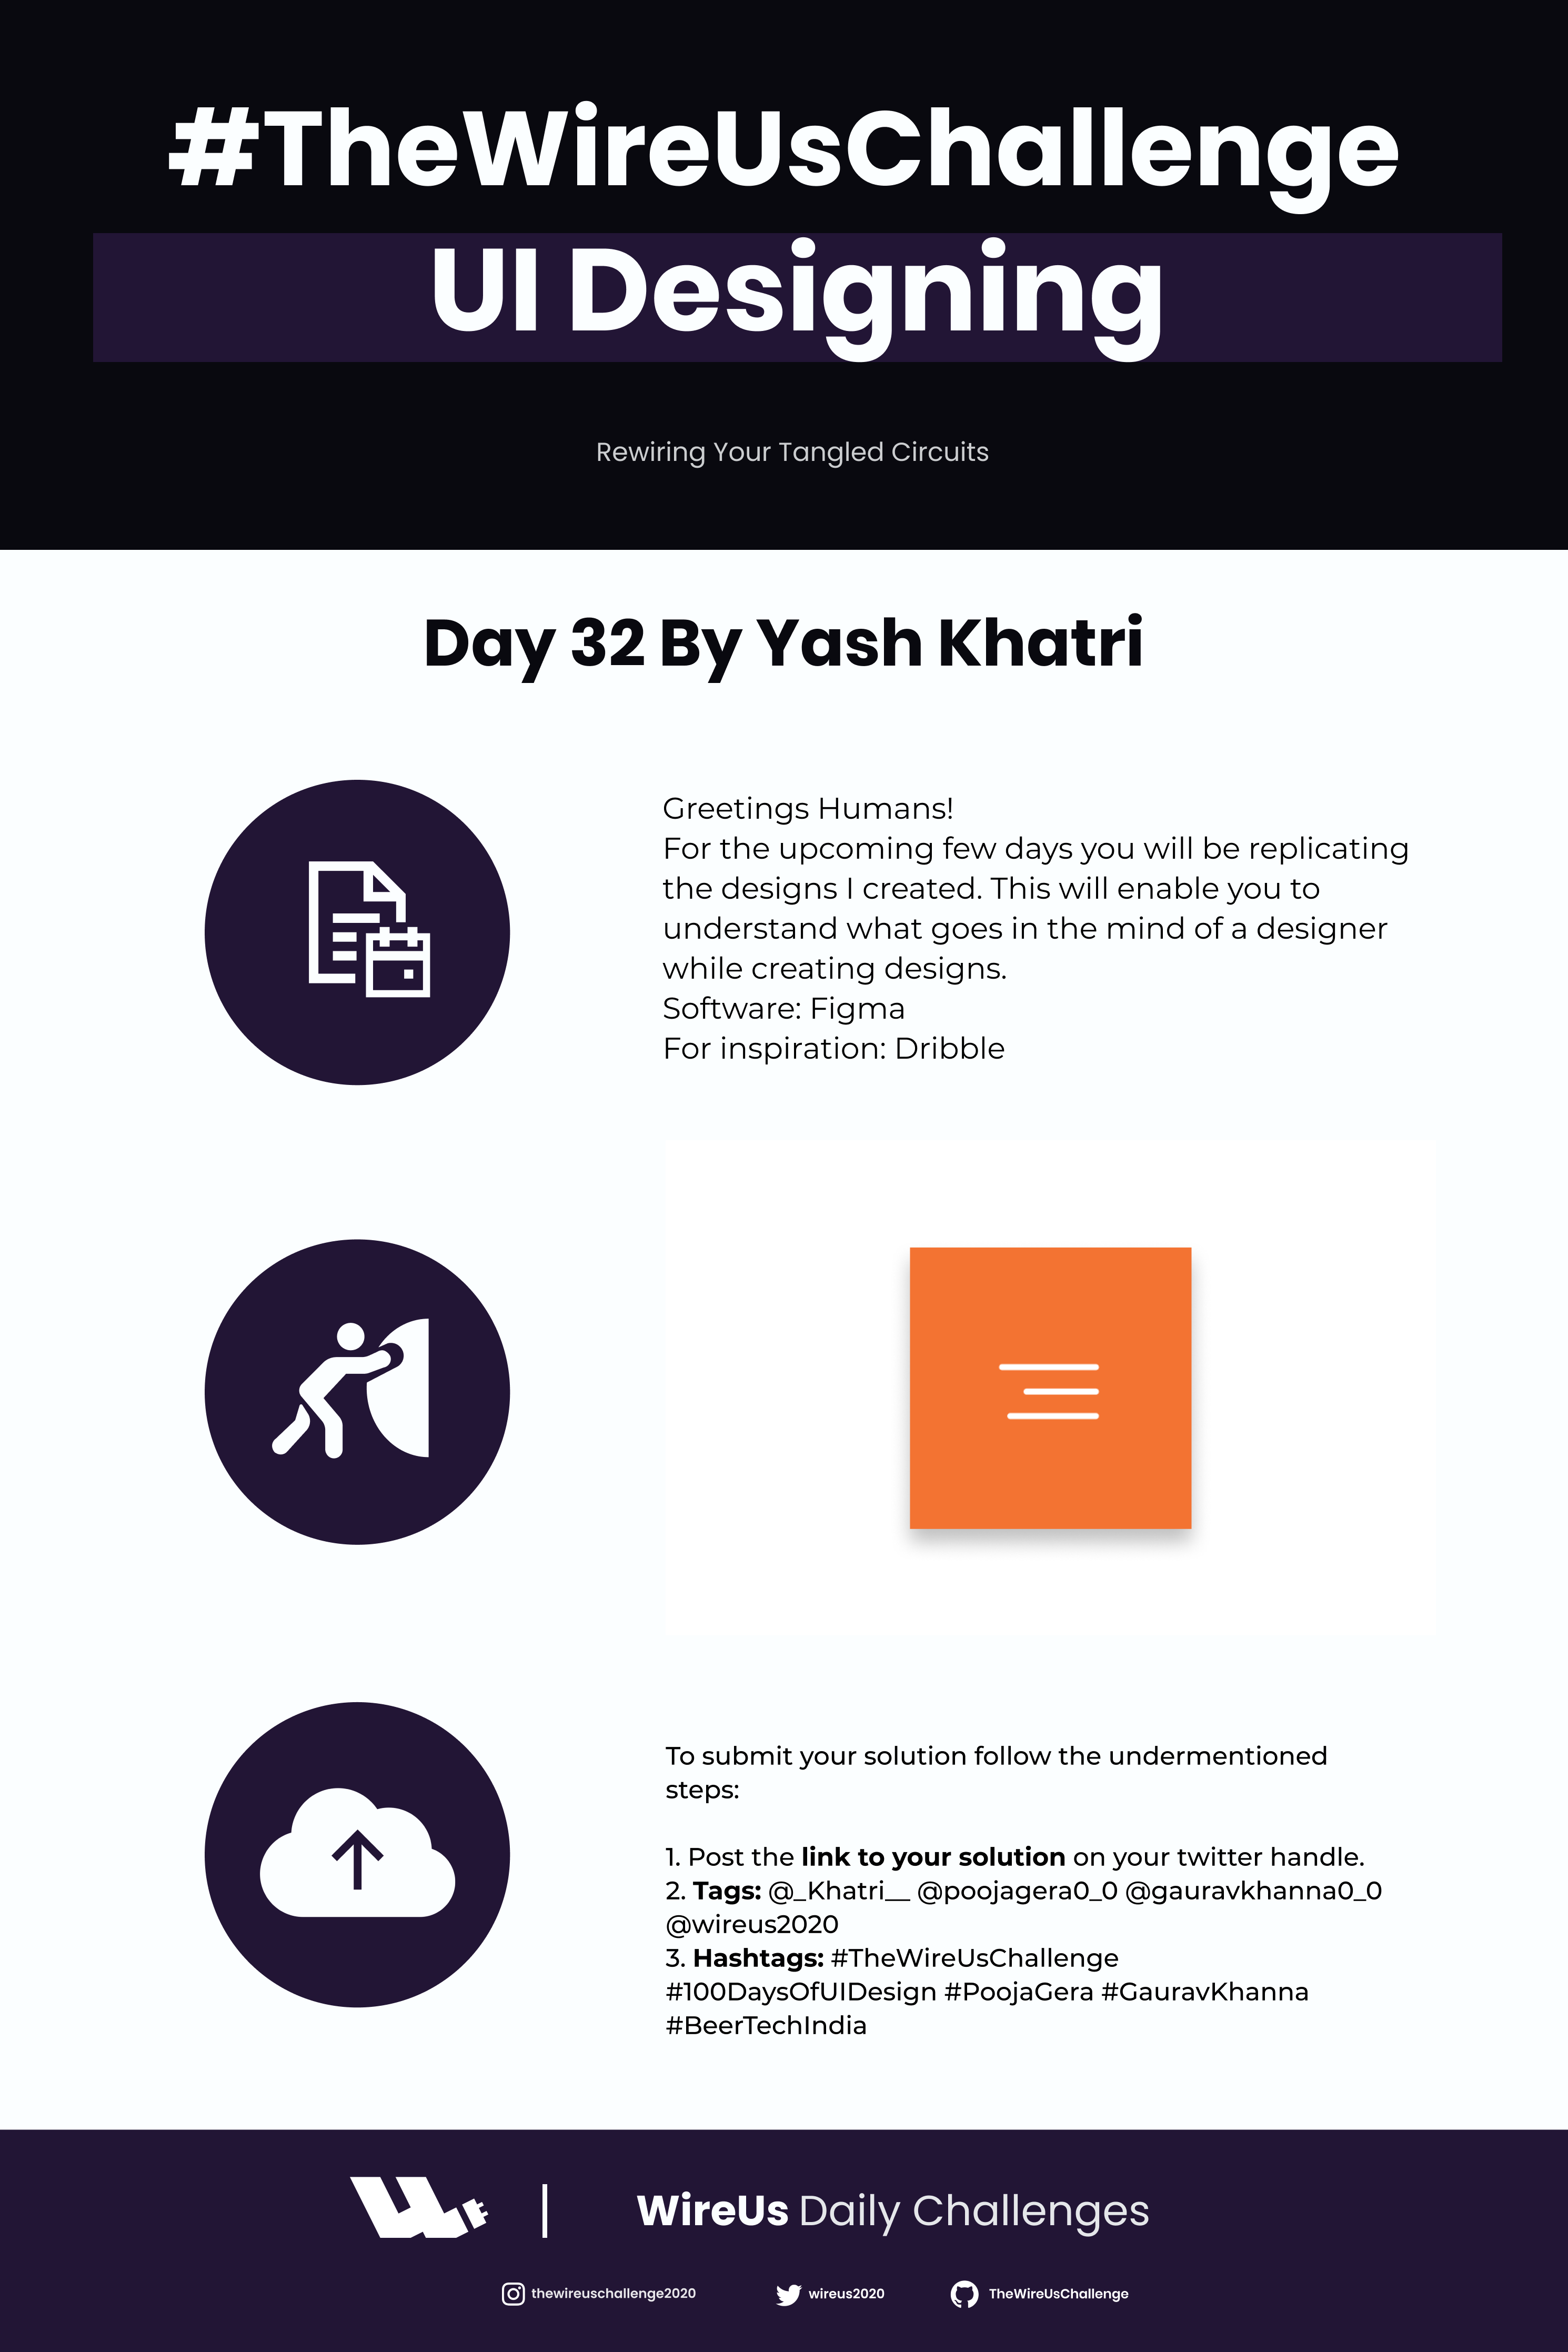 #TheWireUsChallenge
UI Designing
Rewiring Your Tangled Circuits
Day 32 By Yash Khatri
Greetings Humans!
For the upcoming few days you will be replicating
the designs I created. This will enable you to
understand what goes in the mind of a designer
while creating designs.
Software: Figma
For inspiration: Dribble
To submit your solution follow the undermentioned
steps:
1. Post the link to your solution on your twitter handle.
2. Tags: @_Khatri__ @poojagera0_0 @gauravkhanna0_0
@wireus2020
3. Hashtags: #TheWireUsChallenge
#100DaysOfUIDesign #PoojaGera #GauravKhanna
#BeerTechIndia
WireUs Daily Challenges
thewireuschallenge2020 wireus2020 TheWireUsChallenge